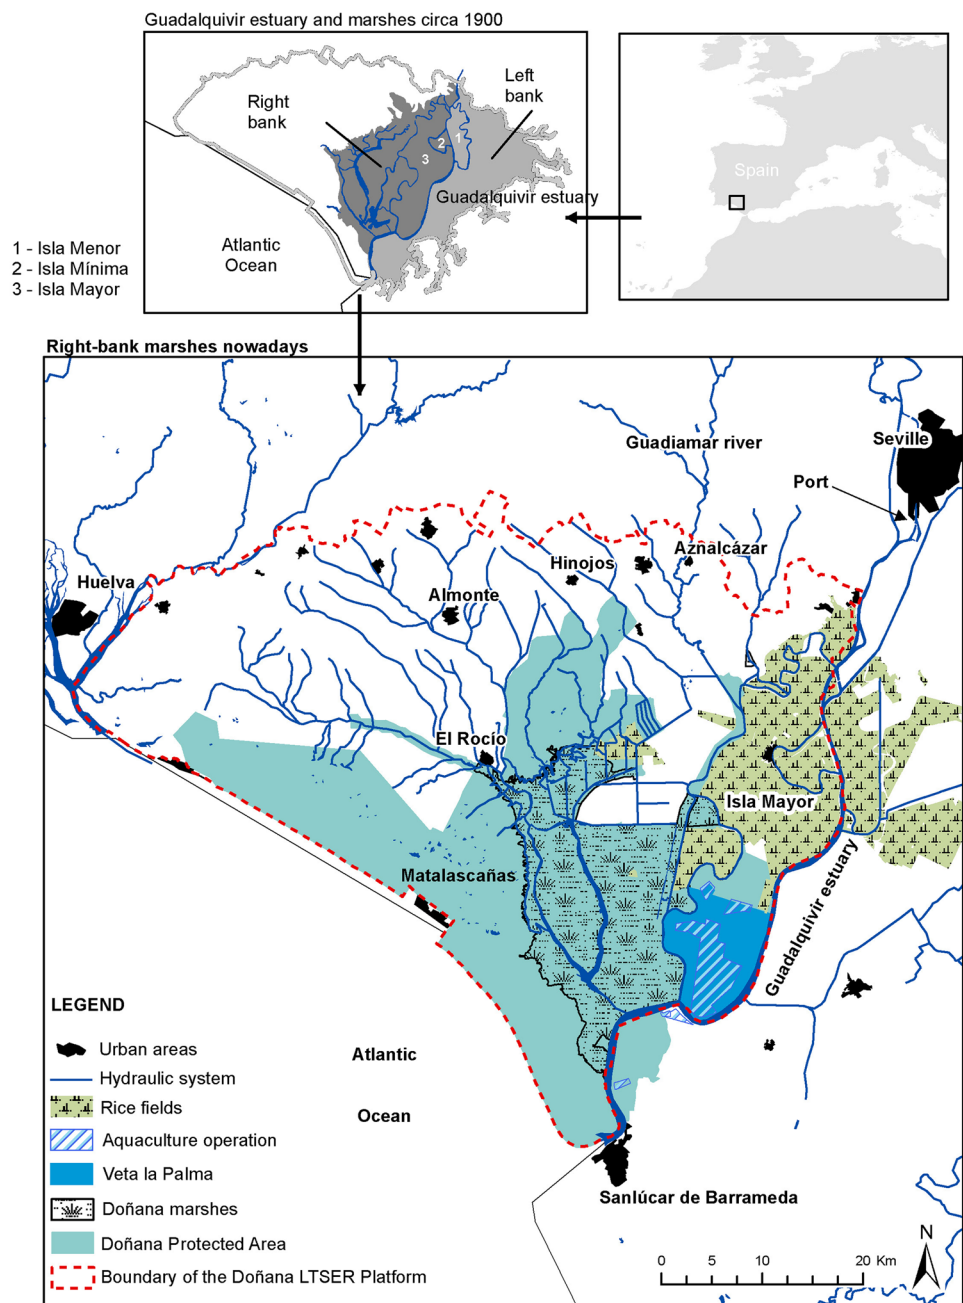 Guadalquivir estuary and marshes circa 1900
Right
bank
Left
bank
1
2
3
Guadalquivir estuary
Atlantic
Ocean
1 - Isla Menor
2 - Isla Mínima
3 - Isla Mayor
Spain
Right-bank marshes nowadays
Guadiamar river
Seville
Port
Huelva
Hinojos
Aznalcázar
Almonte
El Rocío
Isla Mayor
Matalascañas
Guadalquivir estuary
Atlantic
Ocean
Sanlúcar de Barrameda
LEGEND
Urban areas
Hydraulic system
Rice fields
Aquaculture operation
Veta la Palma
Doñana marshes
Doñana Protected Area
Boundary of the Doñana LTSER Platform
N
0 5 10 20 Km